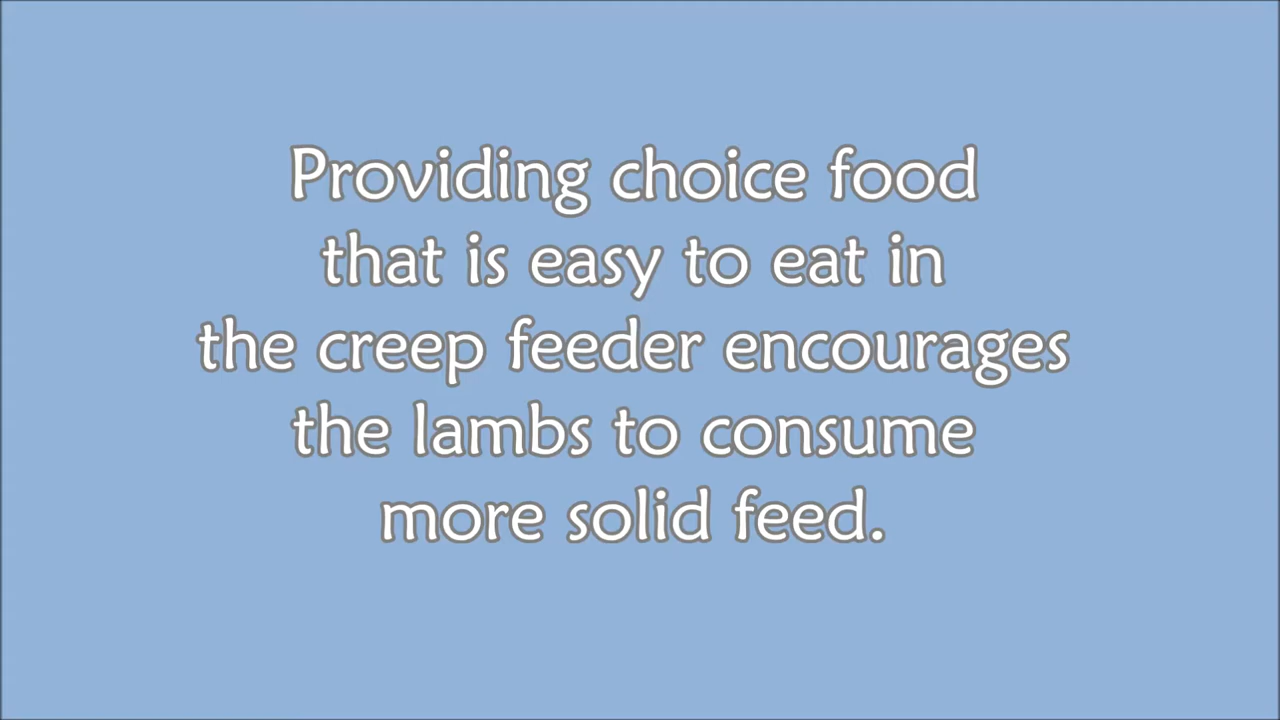 Providing choice food
that is easy to eat in
the creep feeder encourages
the lambs to consume
more solid feed.